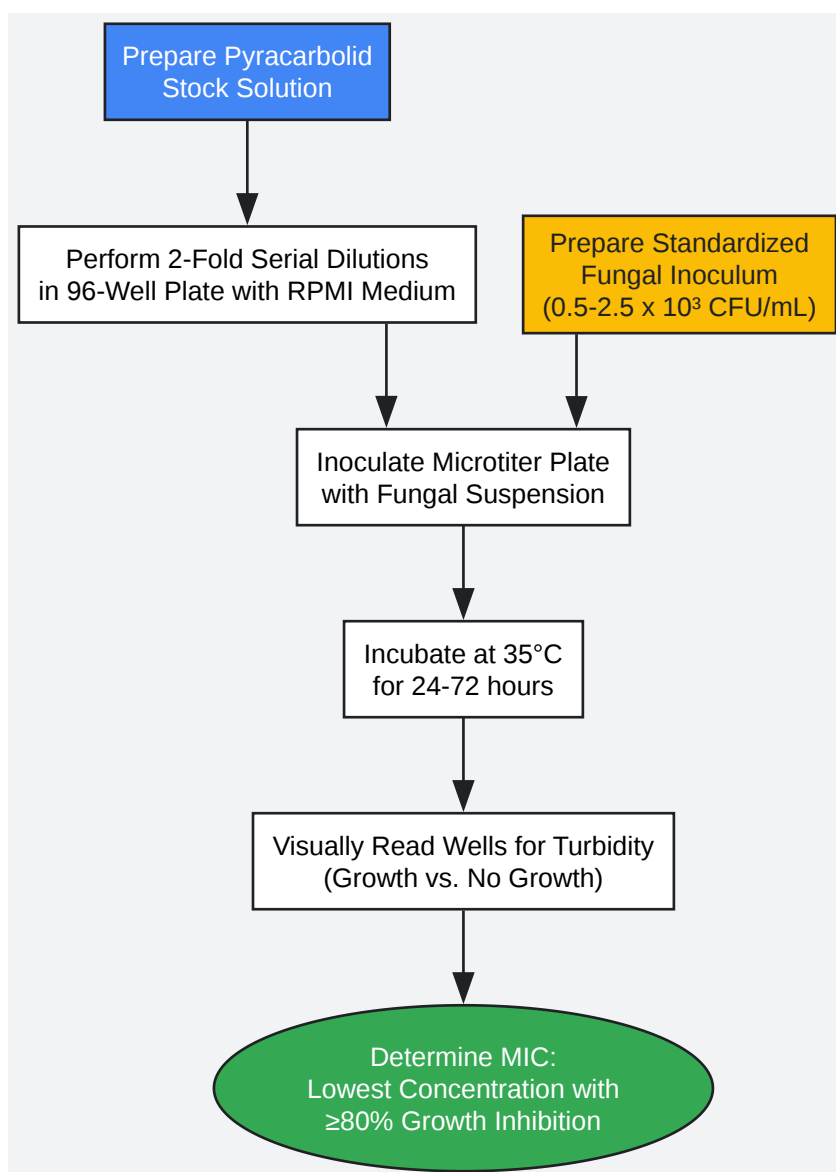 Prepare Pyracarbolid
Stock Solution
Perform 2-Fold Serial Dilutions
in 96-Well Plate with RPMI Medium
Prepare Standardized
Fungal Inoculum
(0.5-2.5 x 10³ CFU/mL)
Inoculate Microtiter Plate
with Fungal Suspension
Incubate at 35°C
for 24-72 hours
Visually Read Wells for Turbidity
(Growth vs. No Growth)
Determine MIC:
Lowest Concentration with
≥80% Growth Inhibition